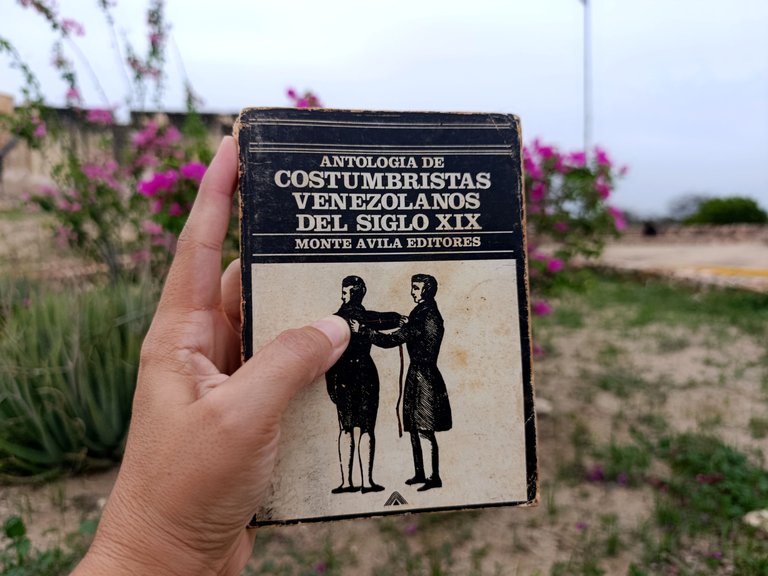 ANTOLOGIA DE
COSTUMBRISTAS
VENEZOLANOS
DEL SIGLO XIX
MONTE AVILA EDITORES